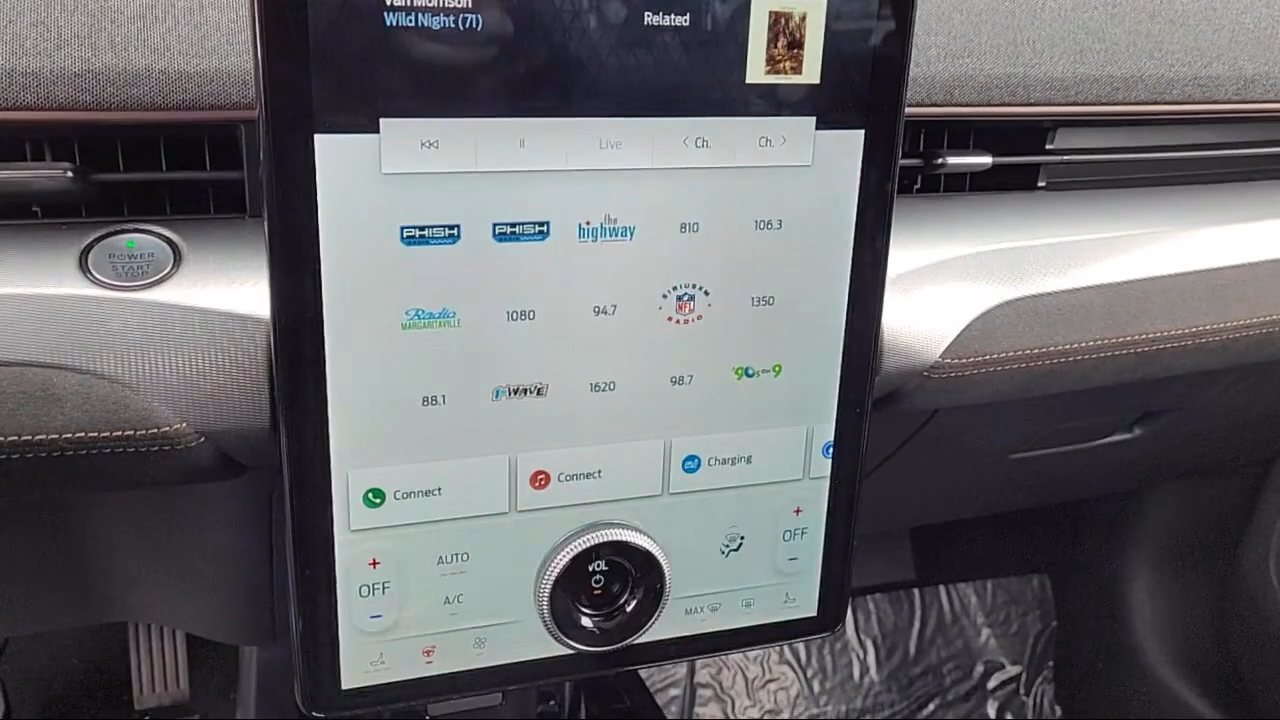 Van Morrison
Wild Night (71)
Related
Live
Ch.
Ch.
PHISH RADIO
PHISH RADIO
the highway
810
106.3
Radio MARGARITAVILLE
1080
94.7
SIRIUSXM NFL RADIO
1350
88.1
1st WAVE
1620
98.7
'90s on 9
POWER
START
STOP
Connect
Connect
Charging
+
OFF
−
AUTO
A/C
VOL
+
OFF
−
MAX